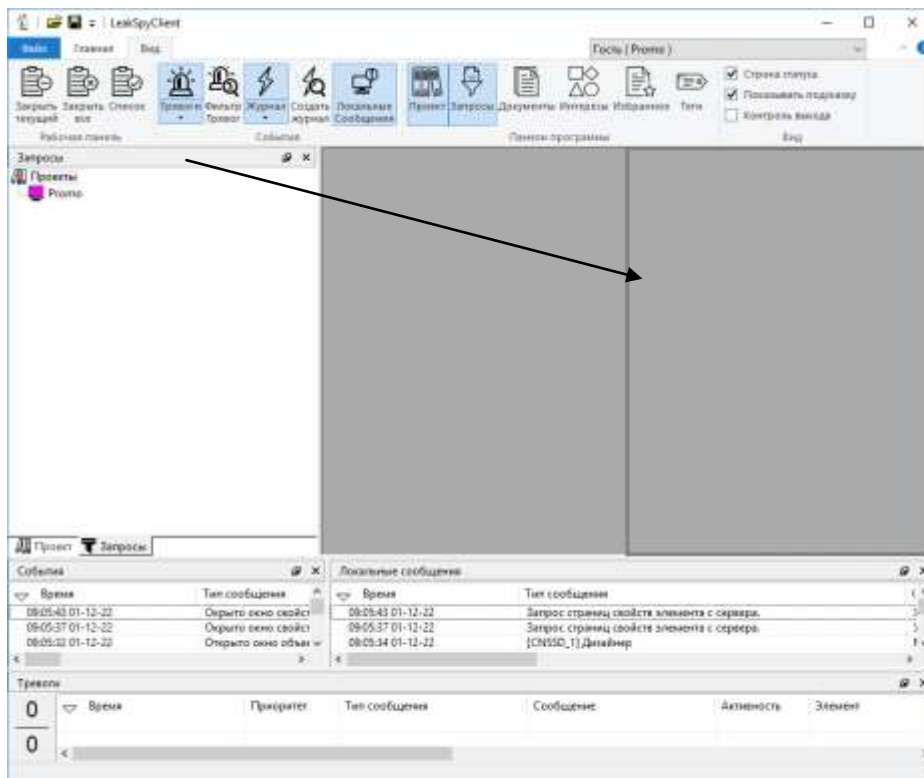 LeakSpyClient
Файл Главная Вид Гость ( Promo )
Закрыть текущий Закрыть все Список Тревоги Фильтр Тревог Журнал Создать журнал Локальные Сообщения Проект Запросы Документы Мнемосхемы Избранное Теги
Строка статуса
Показывать подсказку
Контроль выхода
Рабочая панель События Панели программы Вид
Запросы
Проекты
Promo
Проект Запросы
События Локальные сообщения
Время Тип сообщения Время Тип сообщения
09:05:43 01-12-22 Окрыто окно свойст 09:05:43 01-12-22 Запрос страниц свойств элемента с сервера.
09:05:37 01-12-22 Окрыто окно свойст 09:05:37 01-12-22 Запрос страниц свойств элемента с сервера.
09:05:32 01-12-22 Открыто окно объек 09:05:34 01-12-22 [CNSSD_1] Дизайнер
Тревоги
0 Время Приоритет Тип сообщения Сообщение Активность Элемент
0